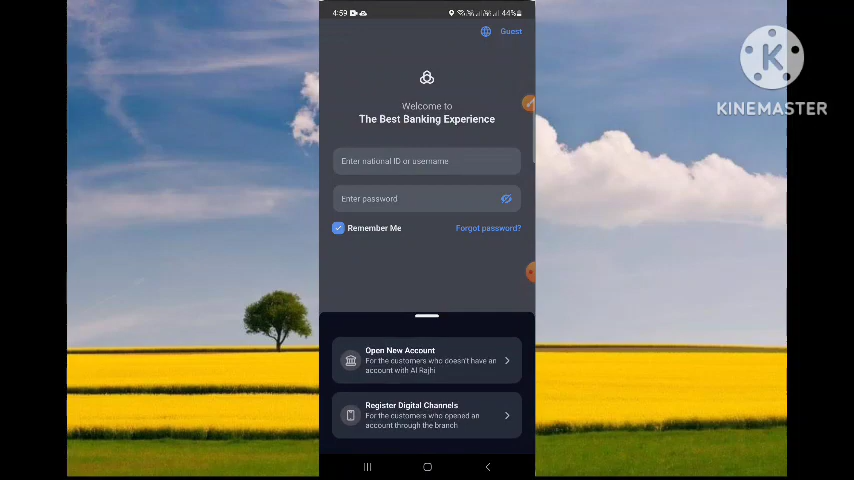 4:59
44%
Guest
KINEMASTER
Welcome to
The Best Banking Experience
Enter national ID or username
Enter password
Remember Me
Forgot password?
Open New Account
For the customers who doesn't have an
account with Al Rajhi
Register Digital Channels
For the customers who opened an
account through the branch